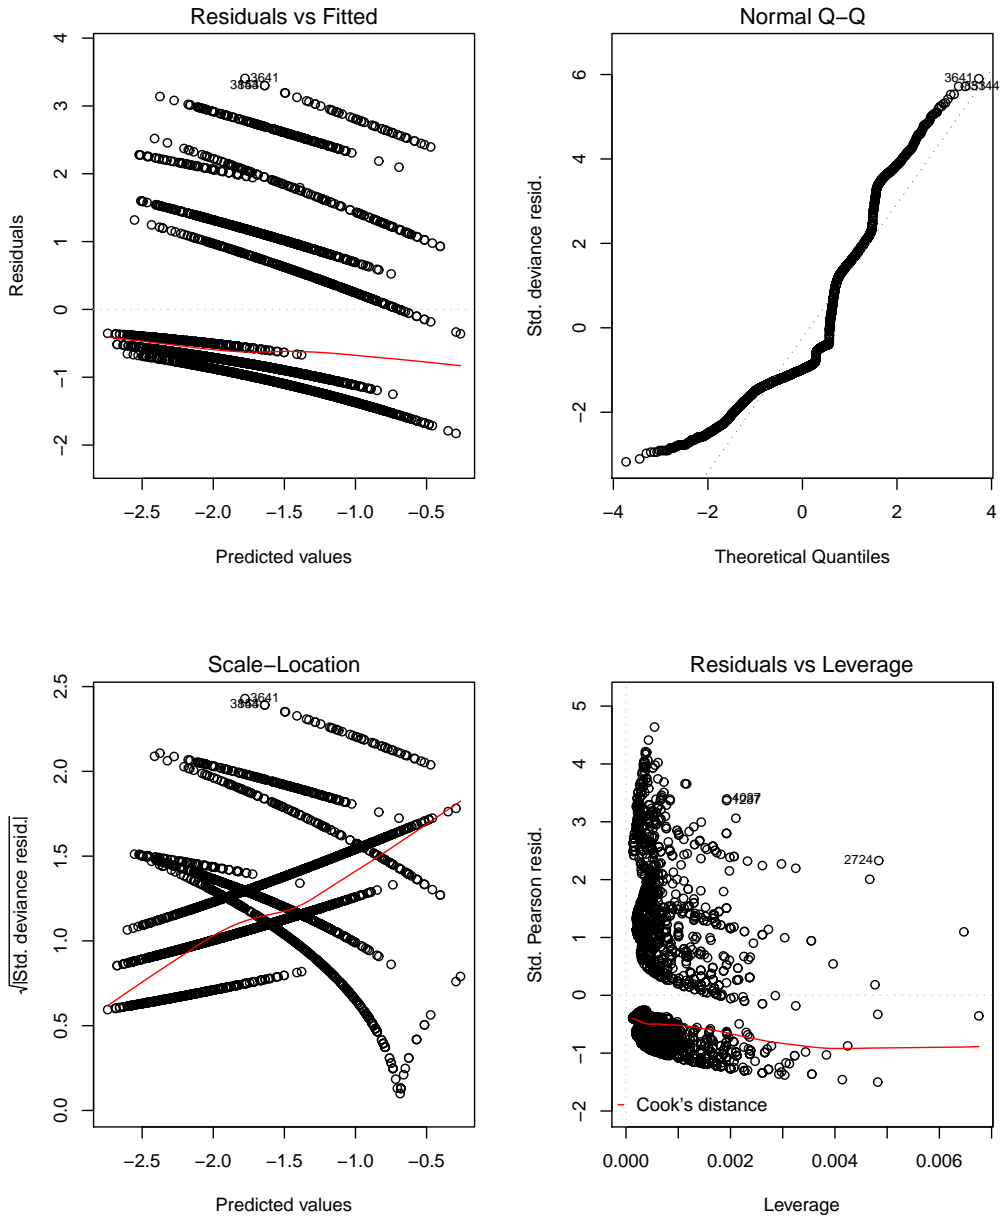 Residuals vs Fitted
4
3
2
1
0
−1
−2
Residuals
3641
−2.5 −2.0 −1.5 −1.0 −0.5
Predicted values
Normal Q−Q
6
4
2
0
−2
Std. deviance resid.
3641
−4 −2 0 2 4
Theoretical Quantiles
Scale−Location
2.5
2.0
1.5
1.0
0.5
0.0
√|Std. deviance resid.|
3641
−2.5 −2.0 −1.5 −1.0 −0.5
Predicted values
Residuals vs Leverage
5
4
3
2
1
0
−1
−2
Std. Pearson resid.
2724
Cook's distance
0.000 0.002 0.004 0.006
Leverage